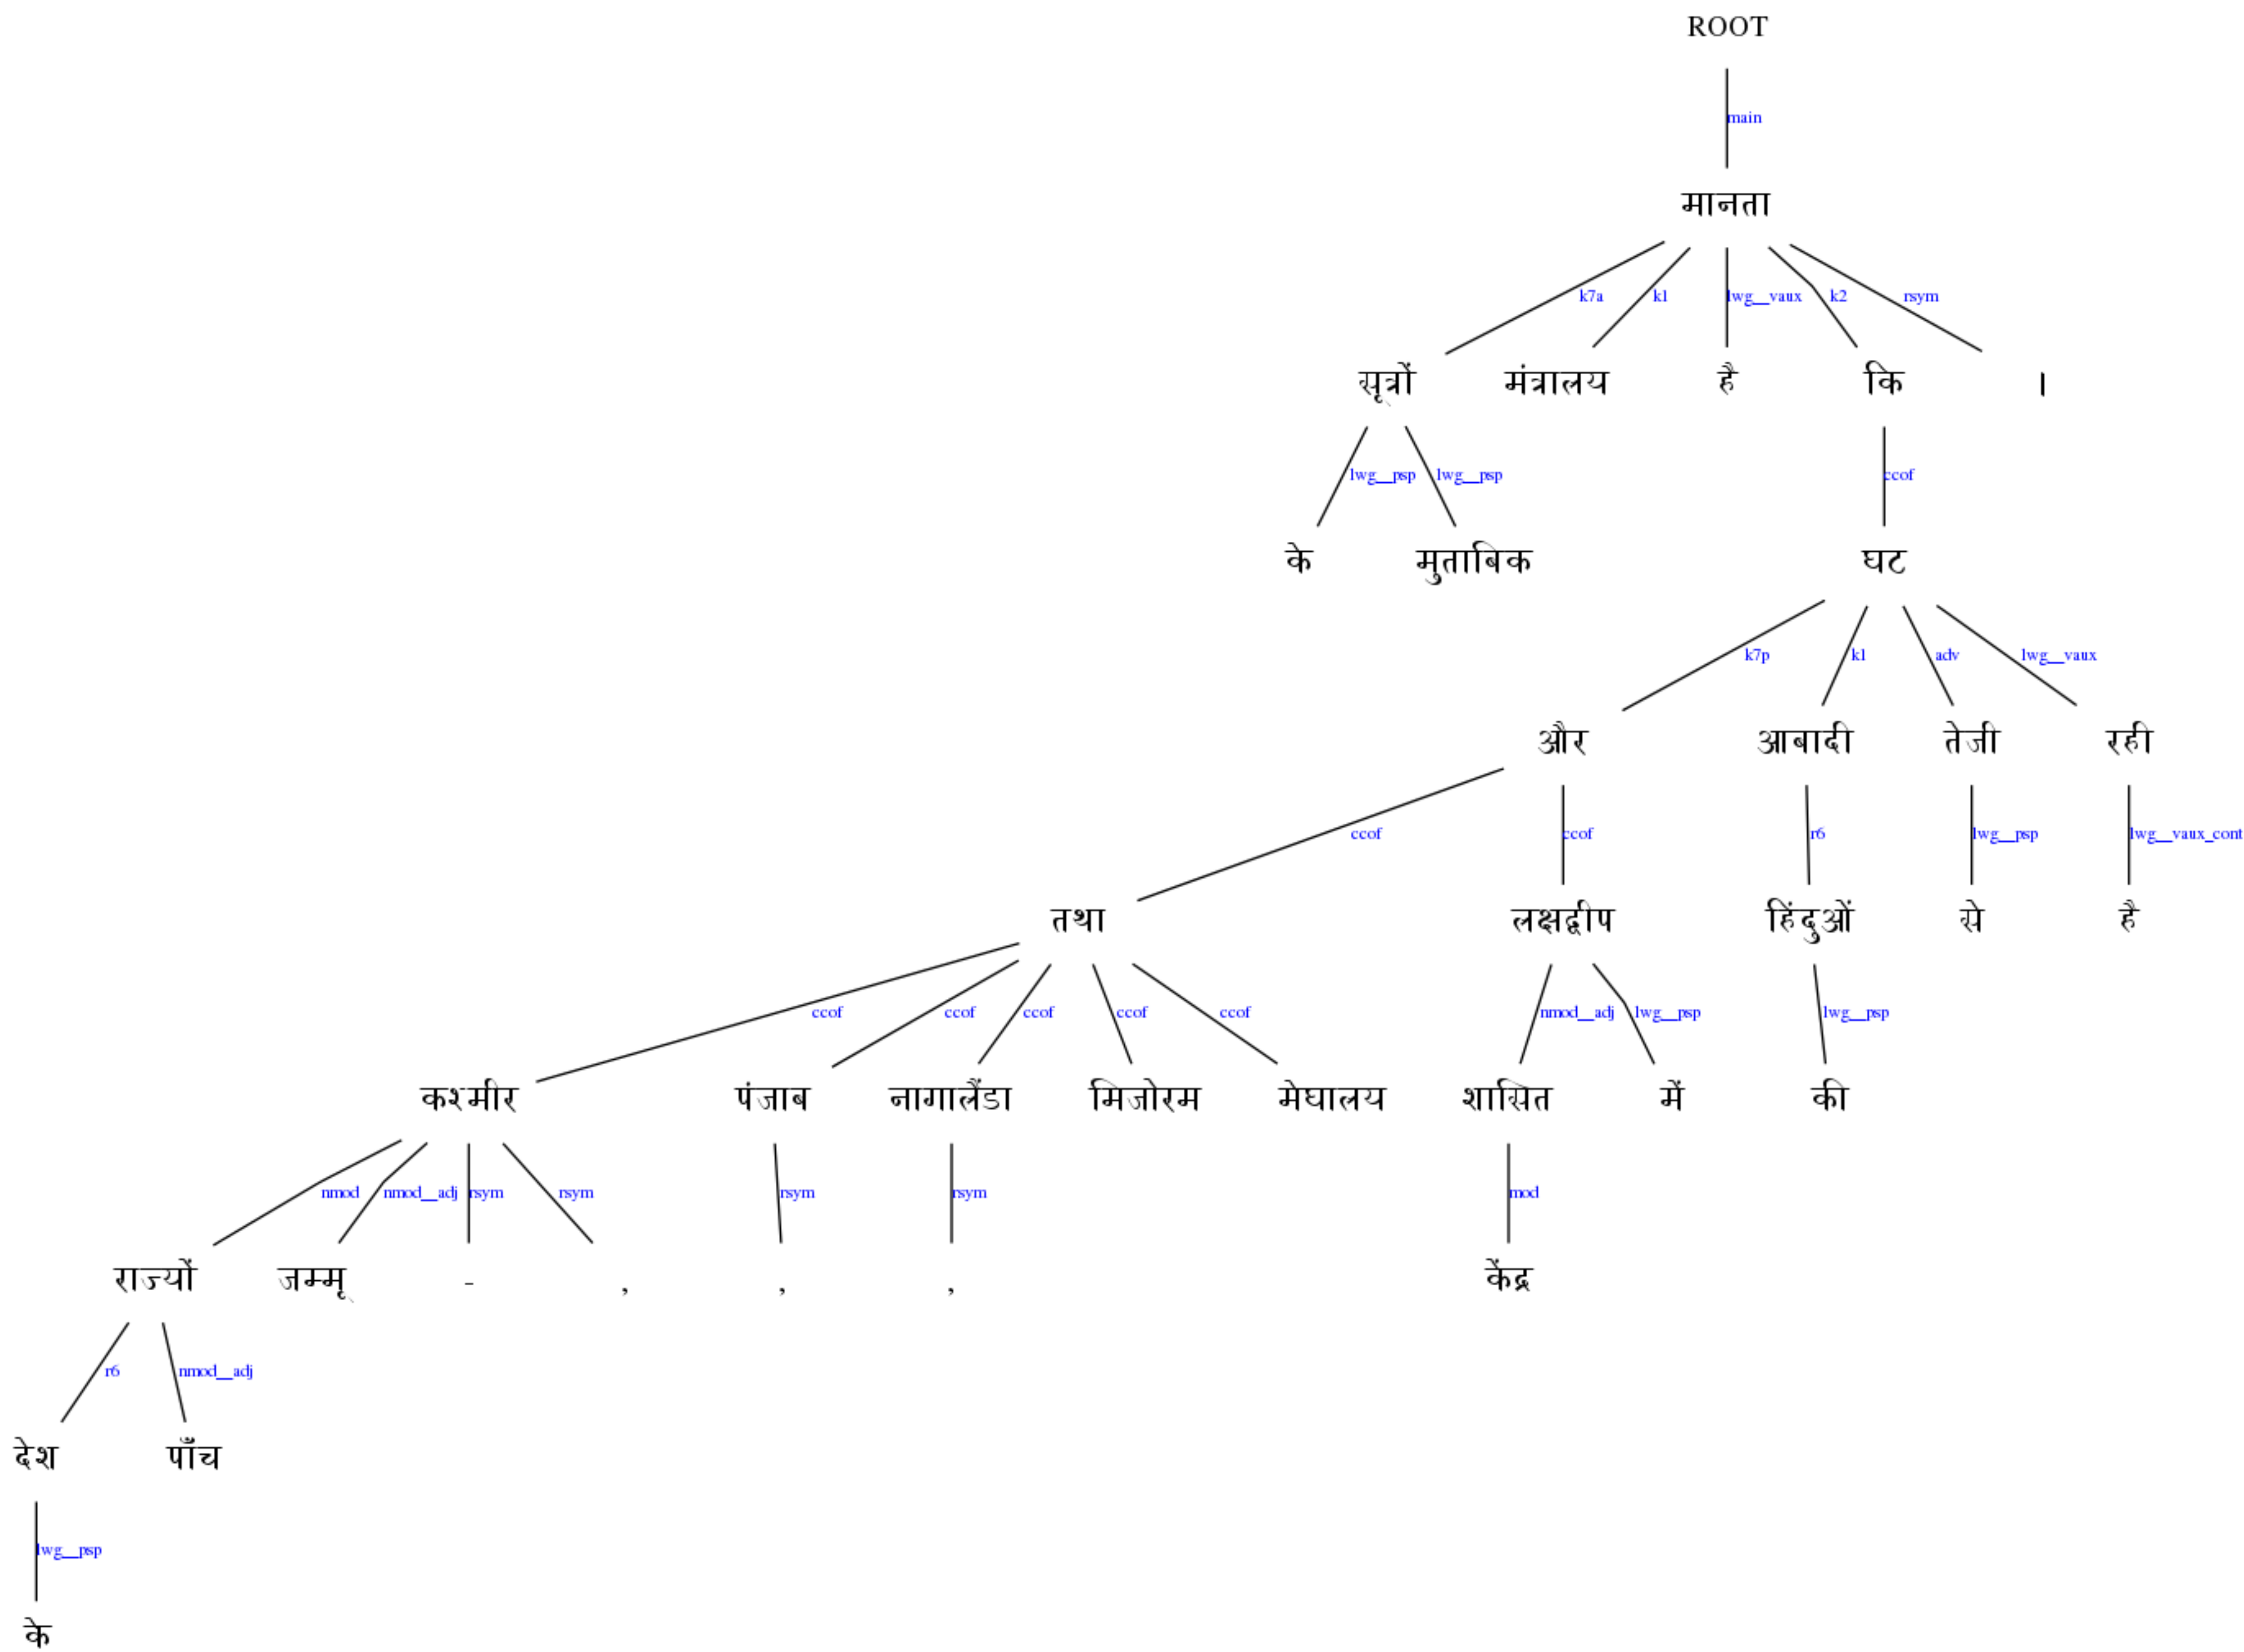 ROOT
main
मानता
k7a k1 lwg__vaux k2 rsym
सूत्रों मंत्रालय है कि ।
lwg__psp lwg__psp ccof
के मुताबिक घट
k7p k1 adv lwg__vaux
और आबादी तेजी रही
ccof ccof r6 lwg__psp lwg__vaux_cont
तथा लक्षद्वीप हिंदुओं से है
ccof ccof ccof ccof ccof nmod__adj lwg__psp lwg__psp
कश्मीर पंजाब नागालैंडा मिजोरम मेघालय शासित में की
nmod nmod__adj rsym rsym rsym rsym mod
राज्यों जम्मू - , , , केंद्र
r6 nmod__adj
देश पाँच
lwg__psp
के